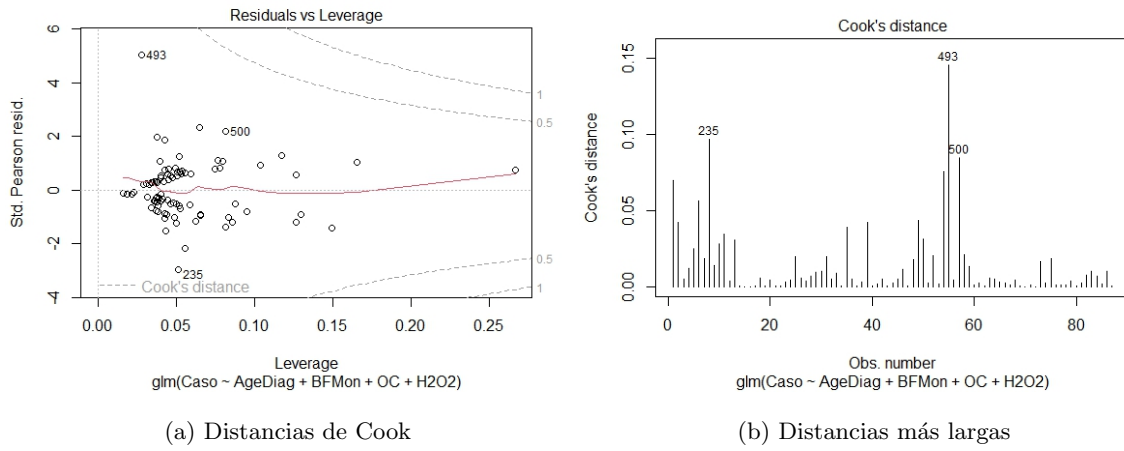 Residuals vs Leverage
Std. Pearson resid.
6
4
2
0
-2
-4
493
500
235
1
0.5
0.5
1
Cook's distance
0.00 0.05 0.10 0.15 0.20 0.25
Leverage
glm(Caso ~ AgeDiag + BFMon + OC + H2O2)
(a) Distancias de Cook
Cook's distance
Cook's distance
0.15
0.10
0.05
0.00
493
235
500
0 20 40 60 80
Obs. number
glm(Caso ~ AgeDiag + BFMon + OC + H2O2)
(b) Distancias más largas